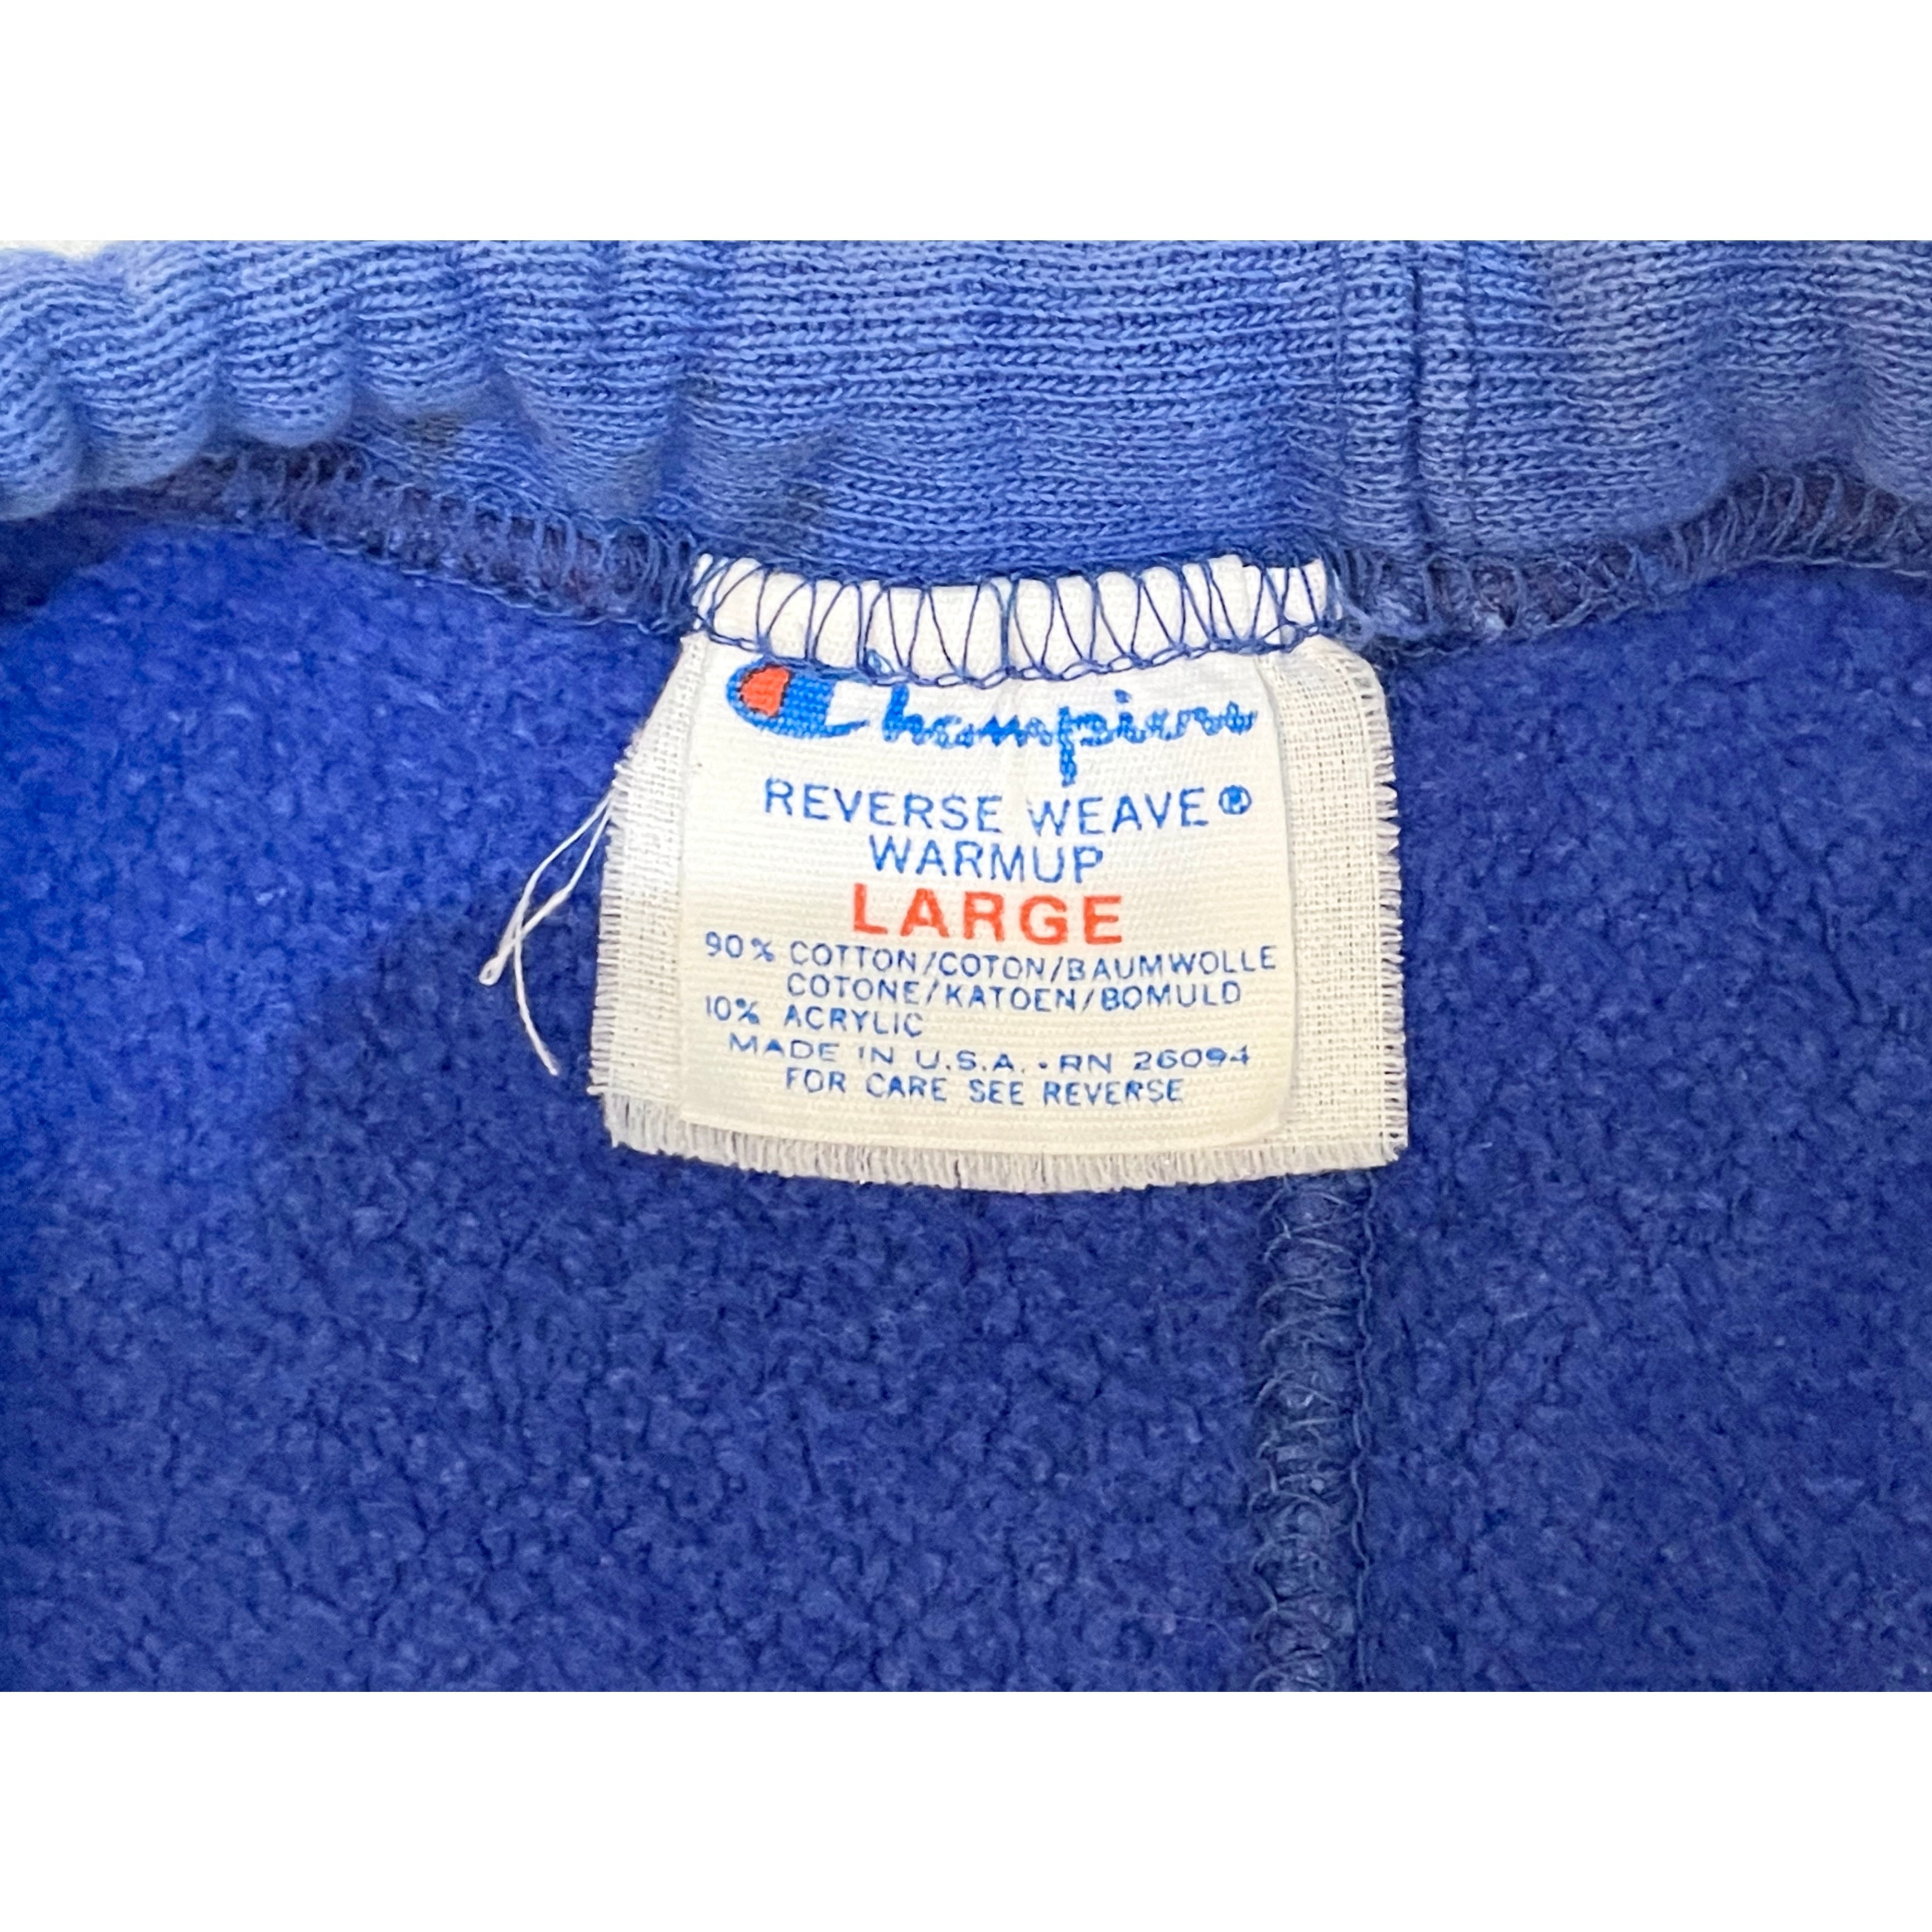 Champion
REVERSE WEAVE®
WARMUP
LARGE
90% COTTON/COTON/BAUMWOLLE
COTONE/KATOEN/BOMULD
10% ACRYLIC
MADE IN U.S.A. • RN 26094
FOR CARE SEE REVERSE